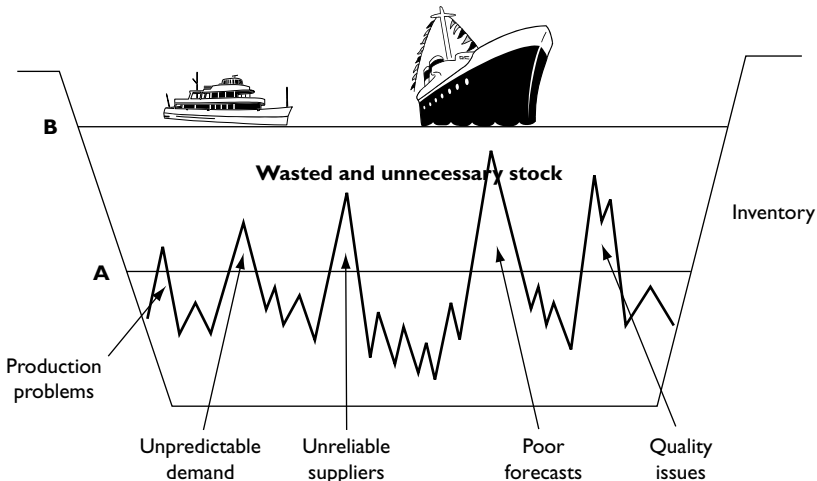 B
Wasted and unnecessary stock
Inventory
A
Production
problems
Unpredictable
demand
Unreliable
suppliers
Poor
forecasts
Quality
issues